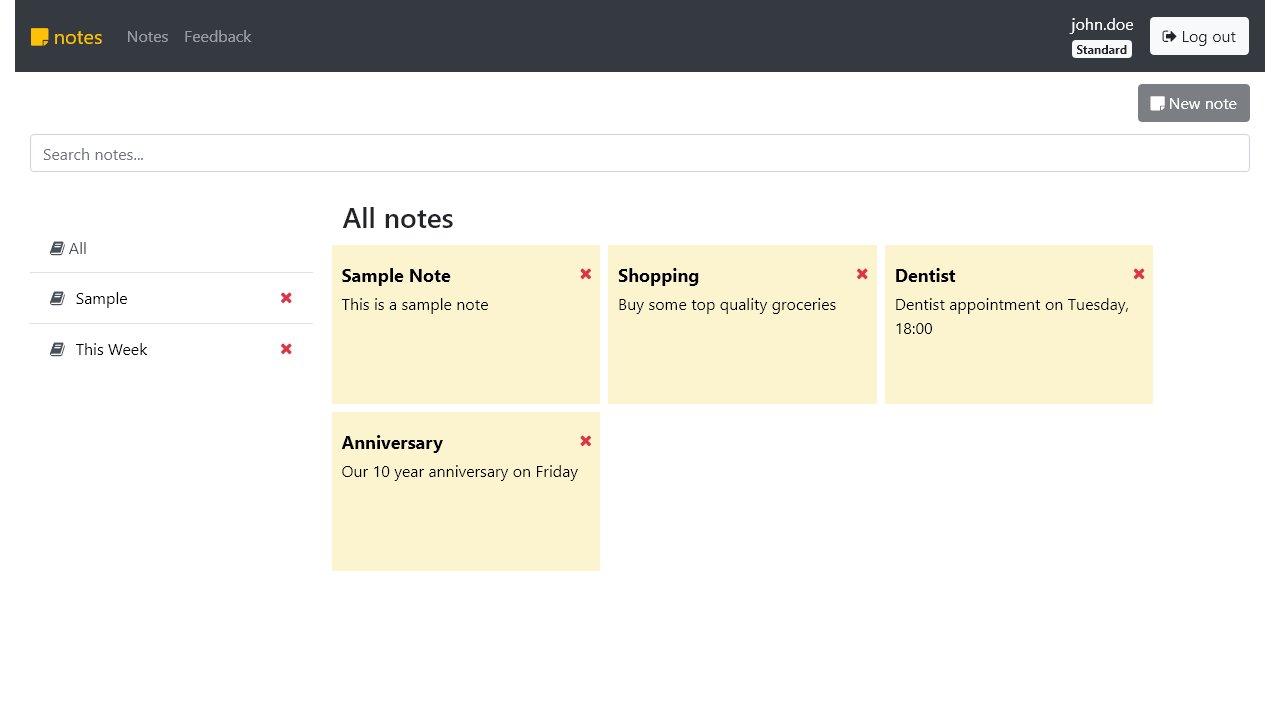 notes Notes Feedback john.doe Standard Log out
New note
Search notes...
All notes
All
Sample
This Week
Sample Note
This is a sample note
Shopping
Buy some top quality groceries
Dentist
Dentist appointment on Tuesday,
18:00
Anniversary
Our 10 year anniversary on Friday